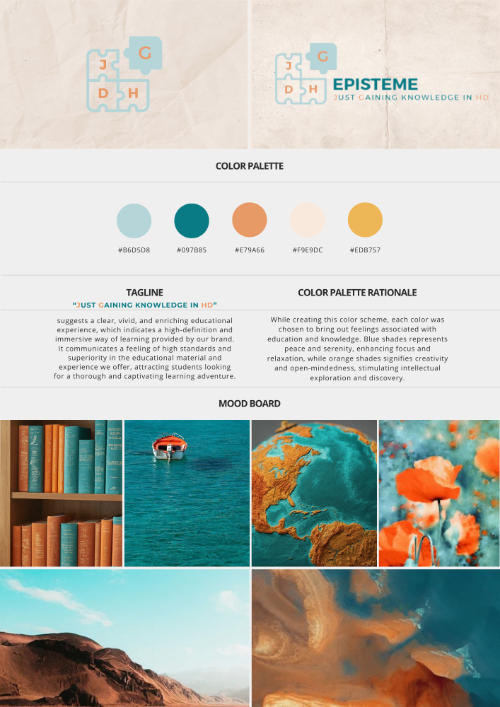 G
J
D H
G
J
D H
EPISTEME
JUST GAINING KNOWLEDGE IN HD
COLOR PALETTE
#B6D5D8 #097B85 #E79A66 #F9E9DC #EDB757
TAGLINE
"JUST GAINING KNOWLEDGE IN HD"
suggests a clear, vivid, and enriching educational
experience, which indicates a high-definition and
immersive way of learning provided by our brand.
It communicates a feeling of high standards and
superiority in the educational material and
experience we offer, attracting students looking
for a thorough and captivating learning adventure.
COLOR PALETTE RATIONALE
While creating this color scheme, each color was
chosen to bring out feelings associated with
education and knowledge. Blue shades represents
peace and serenity, enhancing focus and
relaxation, while orange shades signifies creativity
and open-mindedness, stimulating intellectual
exploration and discovery.
MOOD BOARD